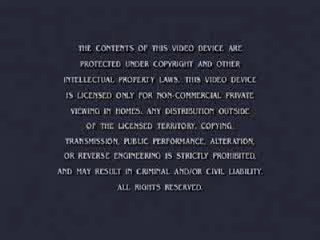 THE CONTENTS OF THIS VIDEO DEVICE ARE
PROTECTED UNDER COPYRIGHT AND OTHER
INTELLECTUAL PROPERTY LAWS. THIS VIDEO DEVICE
IS LICENSED ONLY FOR NON-COMMERCIAL PRIVATE
VIEWING IN HOMES. ANY DISTRIBUTION OUTSIDE
OF THE LICENSED TERRITORY, COPYING,
TRANSMISSION, PUBLIC PERFORMANCE, ALTERATION,
OR REVERSE ENGINEERING IS STRICTLY PROHIBITED,
AND MAY RESULT IN CRIMINAL AND/OR CIVIL LIABILITY.
ALL RIGHTS RESERVED.